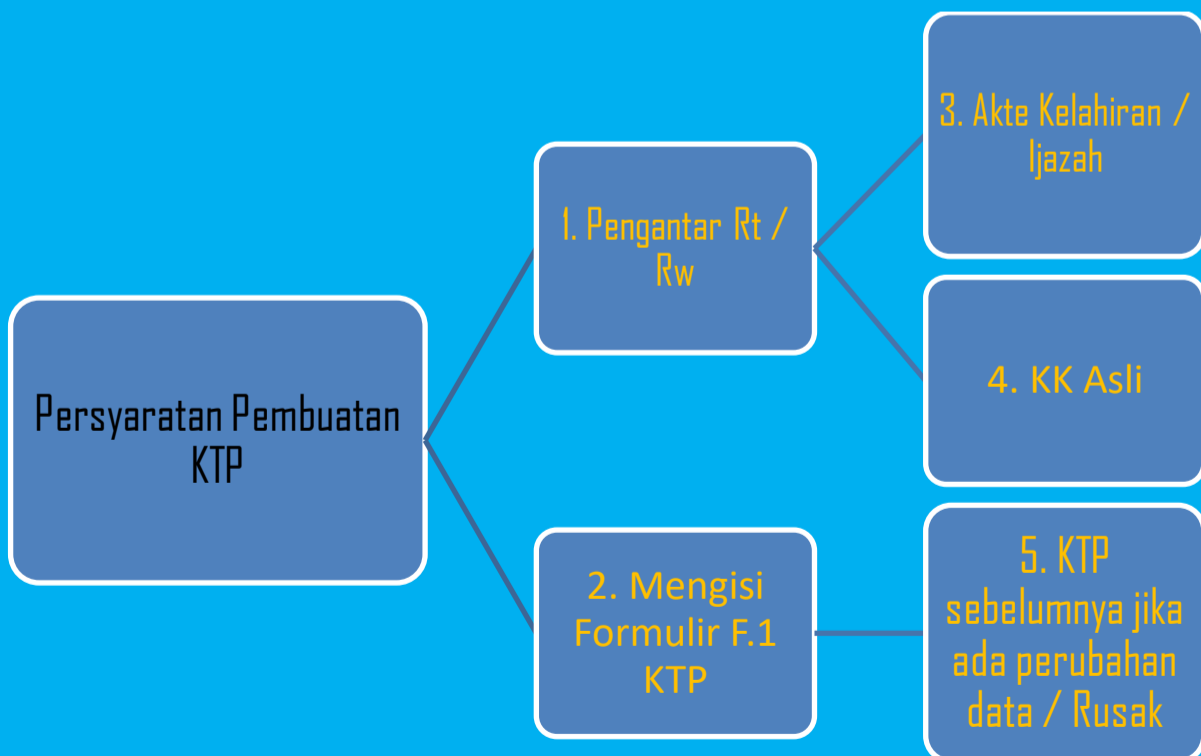 Persyaratan Pembuatan
KTP
1. Pengantar Rt /
Rw
2. Mengisi
Formulir F.1
KTP
3. Akte Kelahiran /
Ijazah
4. KK Asli
5. KTP
sebelumnya jika
ada perubahan
data / Rusak